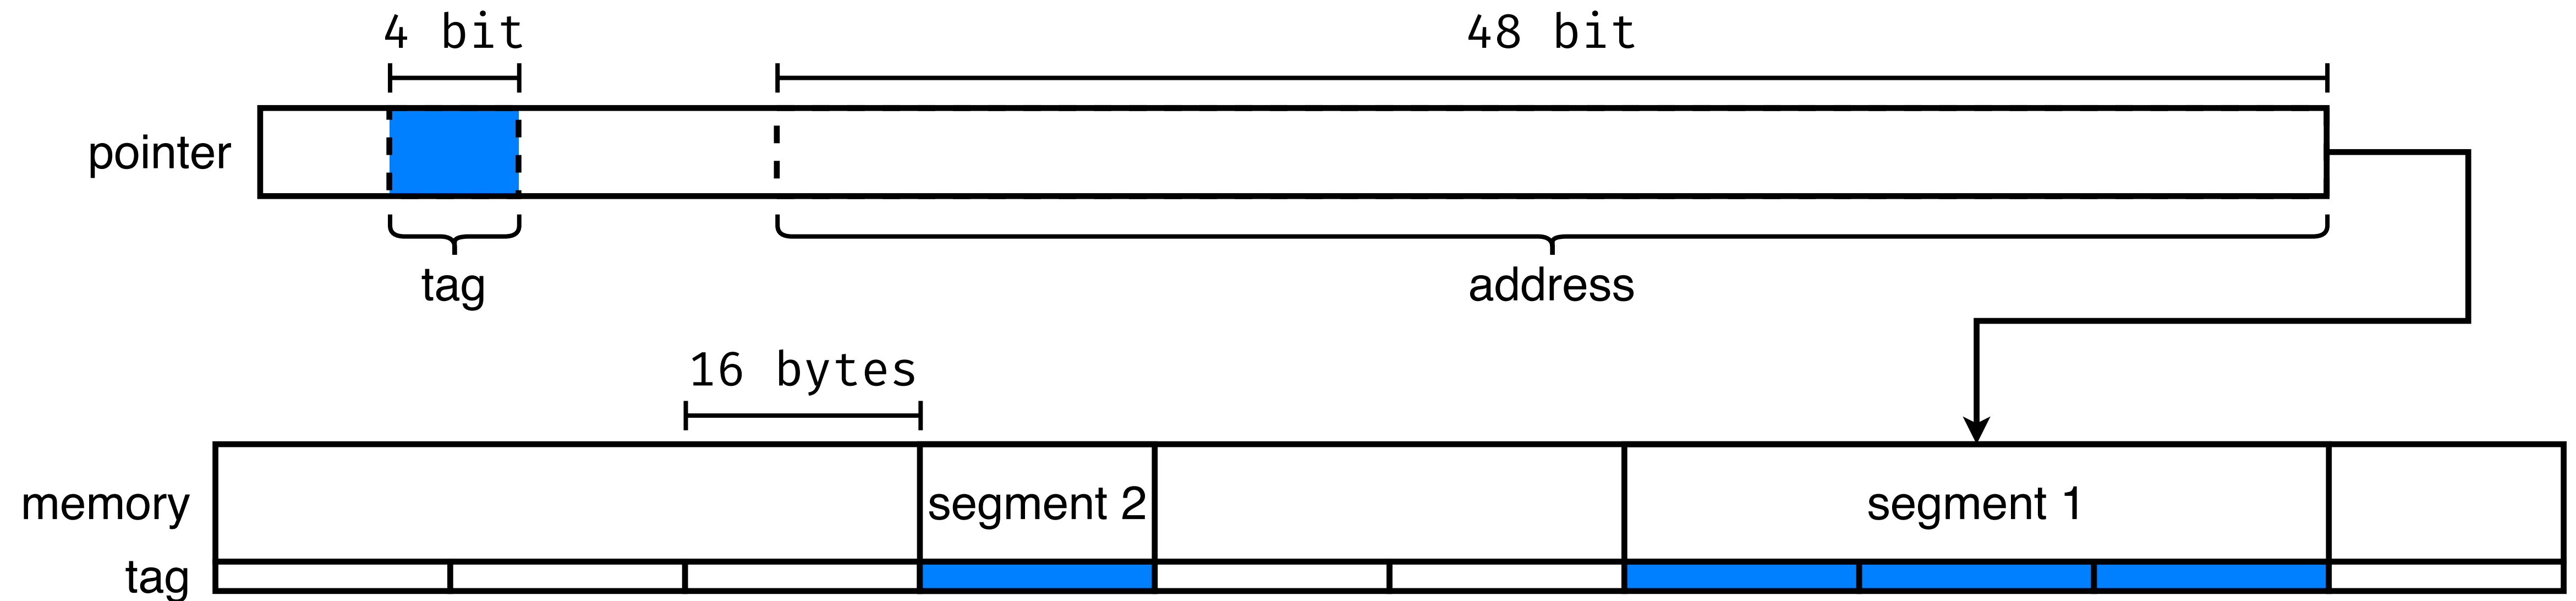 4 bit
48 bit
pointer
tag
address
16 bytes
memory
segment 2
segment 1
tag